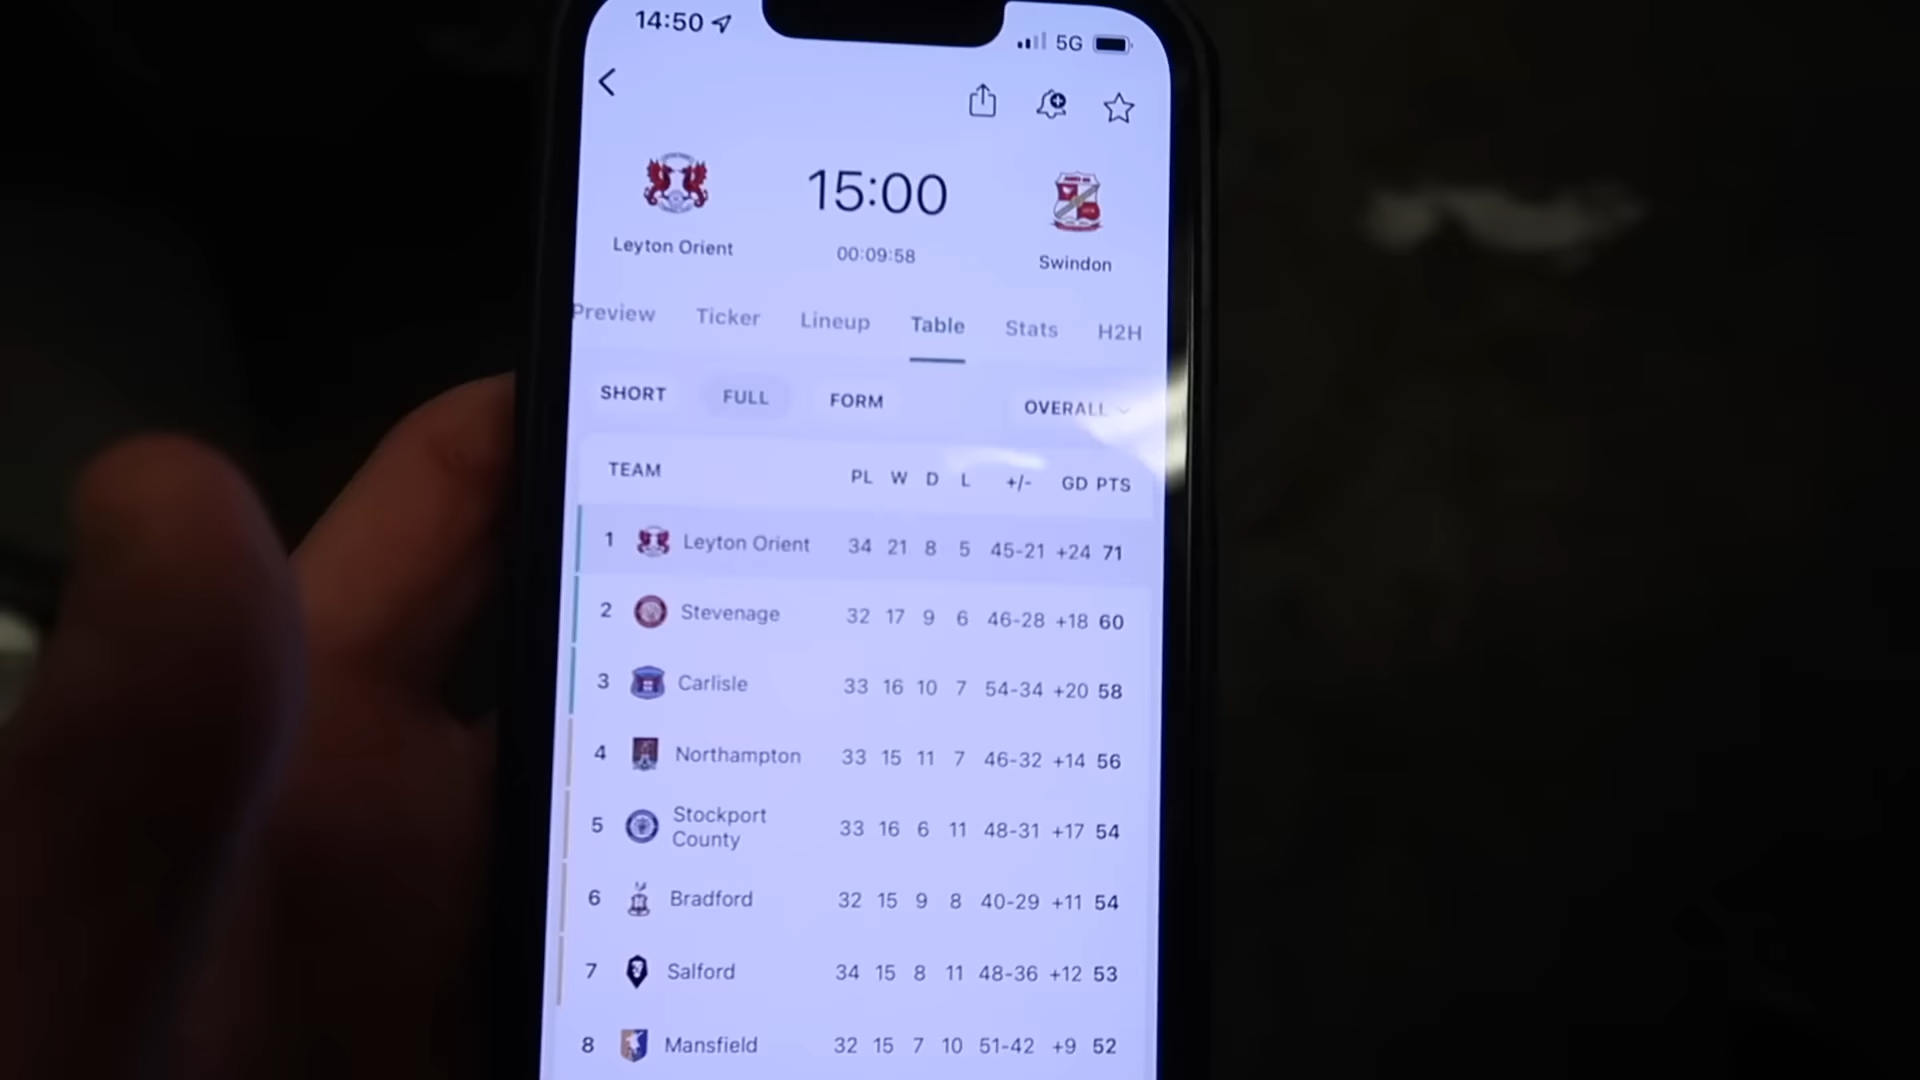 14:50
5G
15:00
Leyton Orient
00:09:58
Swindon
Preview Ticker Lineup Table Stats H2H
SHORT FULL FORM OVERALL
TEAM PL W D L +/- GD PTS
1 Leyton Orient 34 21 8 5 45-21 +24 71
2 Stevenage 32 17 9 6 46-28 +18 60
3 Carlisle 33 16 10 7 54-34 +20 58
4 Northampton 33 15 11 7 46-32 +14 56
5 Stockport County 33 16 6 11 48-31 +17 54
6 Bradford 32 15 9 8 40-29 +11 54
7 Salford 34 15 8 11 48-36 +12 53
8 Mansfield 32 15 7 10 51-42 +9 52